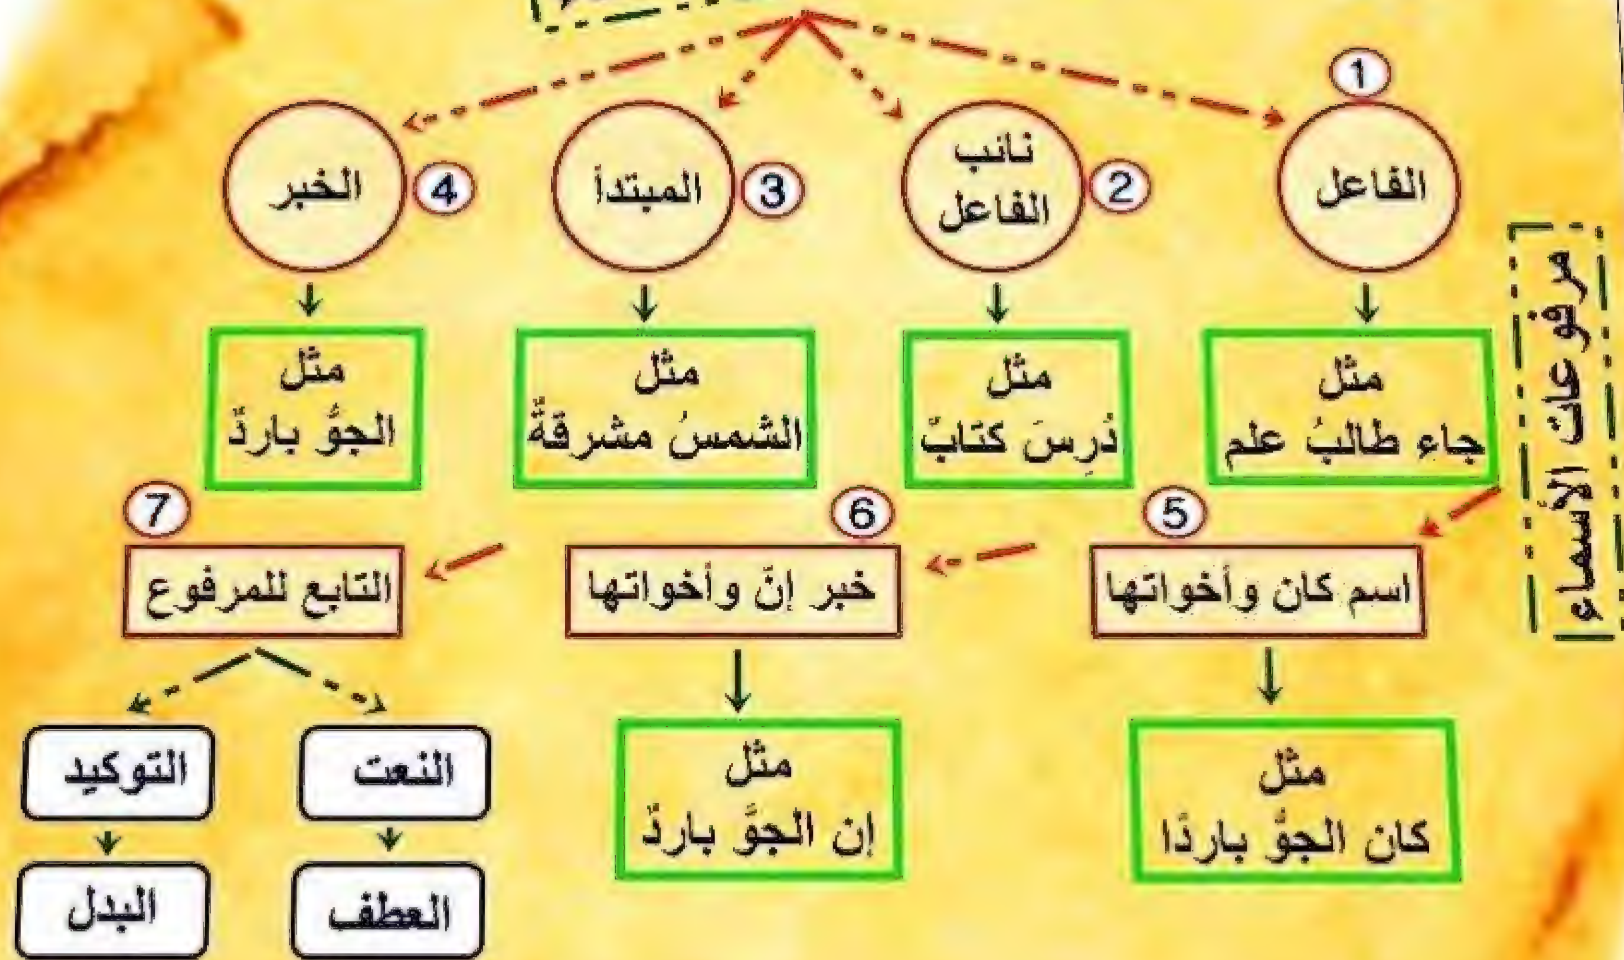 1
الفاعل
2
نائب
الفاعل
3
المبتدأ
4
الخبر
مرفوعات الأسماء
مثل
جاء طالبُ علم
مثل
دُرِسَ كتابٌ
مثل
الشمسُ مشرقةٌ
مثل
الجوُّ باردٌ
5
اسم كان وأخواتها
6
خبر إنّ وأخواتها
7
التابع للمرفوع
مثل
كان الجوُّ باردًا
مثل
إن الجوَّ باردٌ
النعت
التوكيد
العطف
البدل